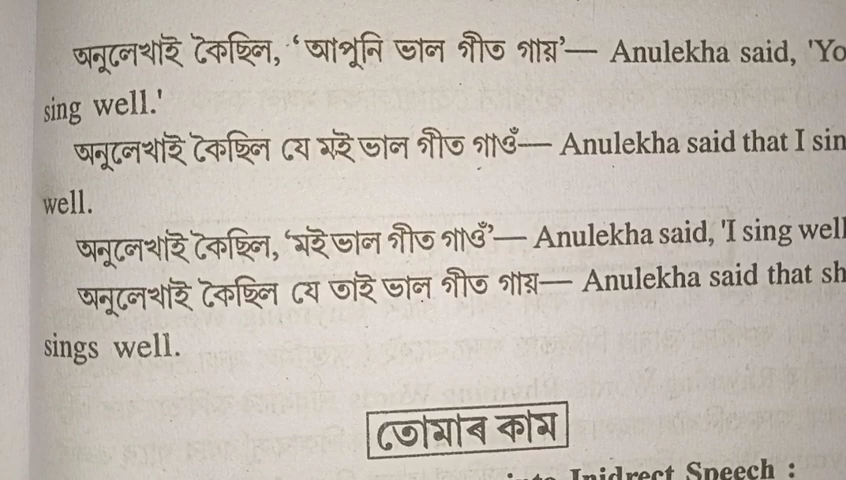 অনুলেখাই কৈছিল, ‘আপুনি ভাল গীত গায়’— Anulekha said, 'Yo
sing well.'
অনুলেখাই কৈছিল যে মই ভাল গীত গাওঁ— Anulekha said that I sin
well.
অনুলেখাই কৈছিল, ‘মই ভাল গীত গাওঁ’— Anulekha said, 'I sing well
অনুলেখাই কৈছিল যে তাই ভাল গীত গায়— Anulekha said that sh
sings well.
তোমাৰ কাম
into Inidrect Speech :